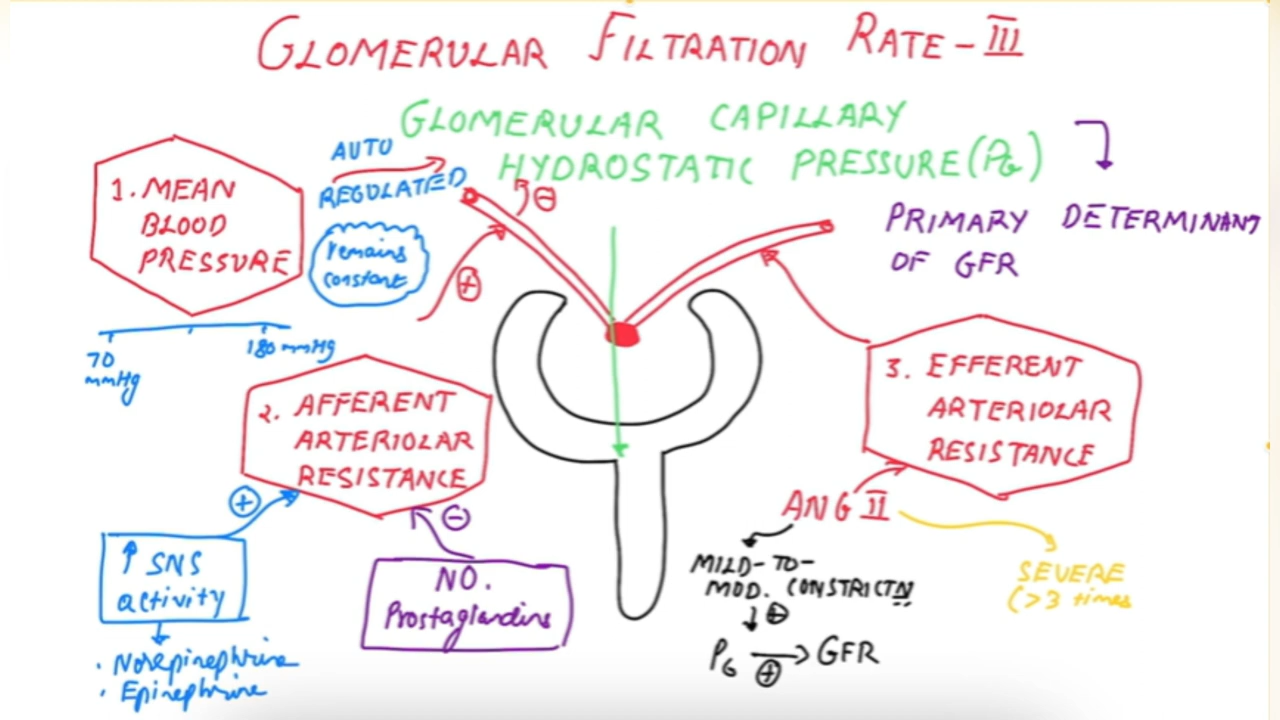 GLOMERULAR FILTRATION RATE-III
GLOMERULAR CAPILLARY
HYDROSTATIC PRESSURE (PG)
PRIMARY DETERMINANT
OF GFR
1. MEAN
BLOOD
PRESSURE
AUTO
REGULATED
remains
constant
⊖
⊕
70
mmHg
180 mmHg
2. AFFERENT
ARTERIOLAR
RESISTANCE
3. EFFERENT
ARTERIOLAR
RESISTANCE
⊕
↑ SNS
activity
· Norepinephrine
· Epinephrine
⊖
NO.
Prostaglandins
ANG II
MILD-TO-
MOD. CONSTRICTN
↓ ⊕
PG → GFR
⊕
SEVERE
(>3 times